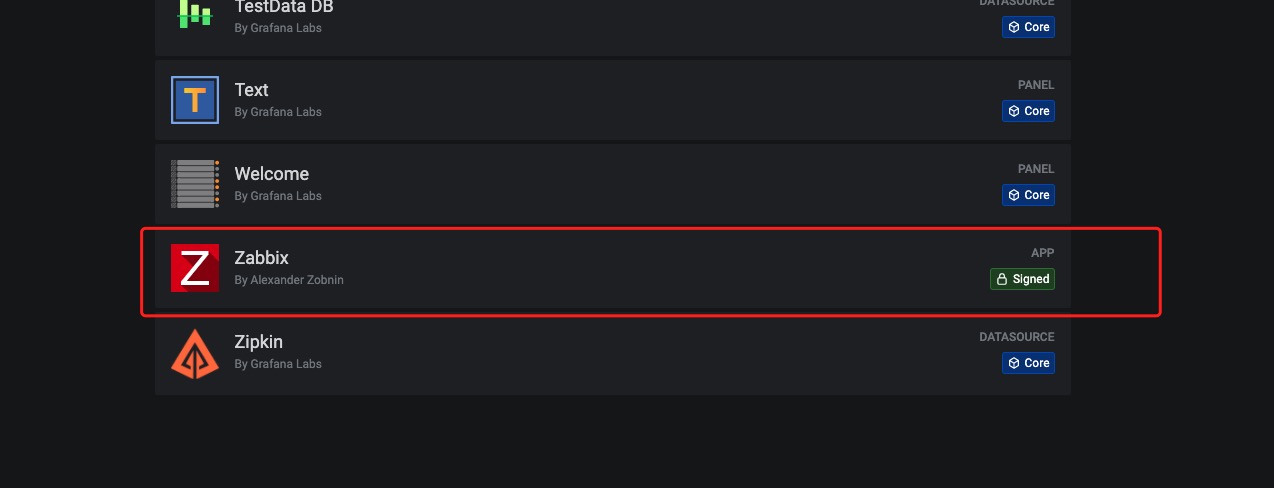 TestData DB
DATASOURCE
By Grafana Labs
Core
Text
PANEL
By Grafana Labs
Core
Welcome
PANEL
By Grafana Labs
Core
Zabbix
APP
By Alexander Zobnin
Signed
Zipkin
DATASOURCE
By Grafana Labs
Core